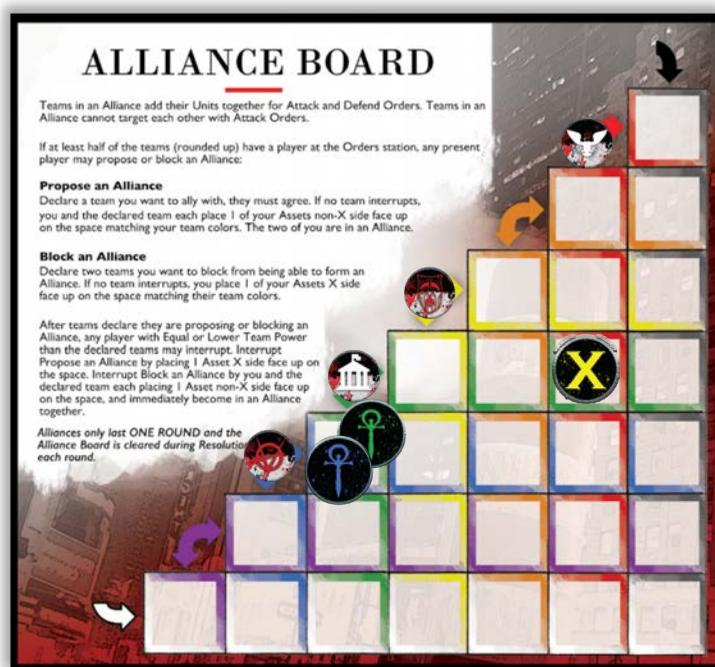 ALLIANCE BOARD
Teams in an Alliance add their Units together for Attack and Defend Orders. Teams in an
Alliance cannot target each other with Attack Orders.
If at least half of the teams (rounded up) have a player at the Orders station, any present
player may propose or block an Alliance:
Propose an Alliance
Declare a team you want to ally with, they must agree. If no team interrupts,
you and the declared team each place 1 of your Assets non-X side face up
on the space matching your team colors. The two of you are in an Alliance.
Block an Alliance
Declare two teams you want to block from being able to form an
Alliance. If no team interrupts, you place 1 of your Assets X side
face up on the space matching their team colors.
After teams declare they are proposing or blocking an
Alliance, any player with Equal or Lower Team Power
than the declared teams may interrupt. Interrupt
Propose an Alliance by placing 1 Asset X side face up on
the space. Interrupt Block an Alliance by you and the
declared team each placing 1 Asset non-X side face up
on the space, and immediately become in an Alliance
together.
Alliances only last ONE ROUND and the
Alliance Board is cleared during Resolution
each round.
X